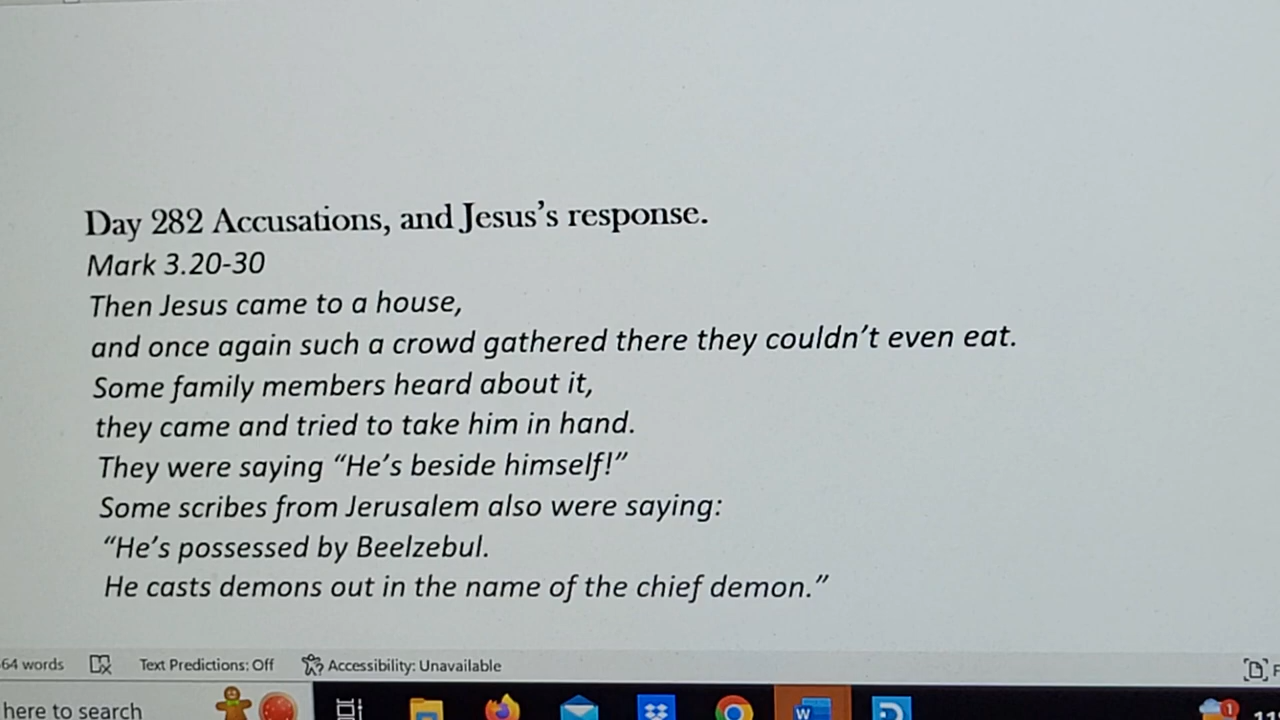 Day 282 Accusations, and Jesus's response.
Mark 3.20-30
Then Jesus came to a house,
and once again such a crowd gathered there they couldn't even eat.
Some family members heard about it,
they came and tried to take him in hand.
They were saying “He's beside himself!”
Some scribes from Jerusalem also were saying:
“He's possessed by Beelzebul.
He casts demons out in the name of the chief demon.”
64 words Text Predictions: Off Accessibility: Unavailable
here to search W 1